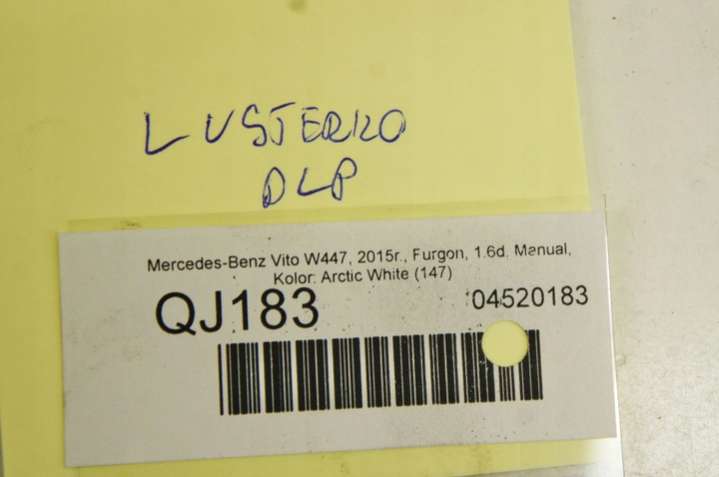 LUSTERKO
DLP
Mercedes-Benz Vito W447, 2015r., Furgon, 1.6d. Manual,
Kolor: Arctic White (147)
QJ183
04520183